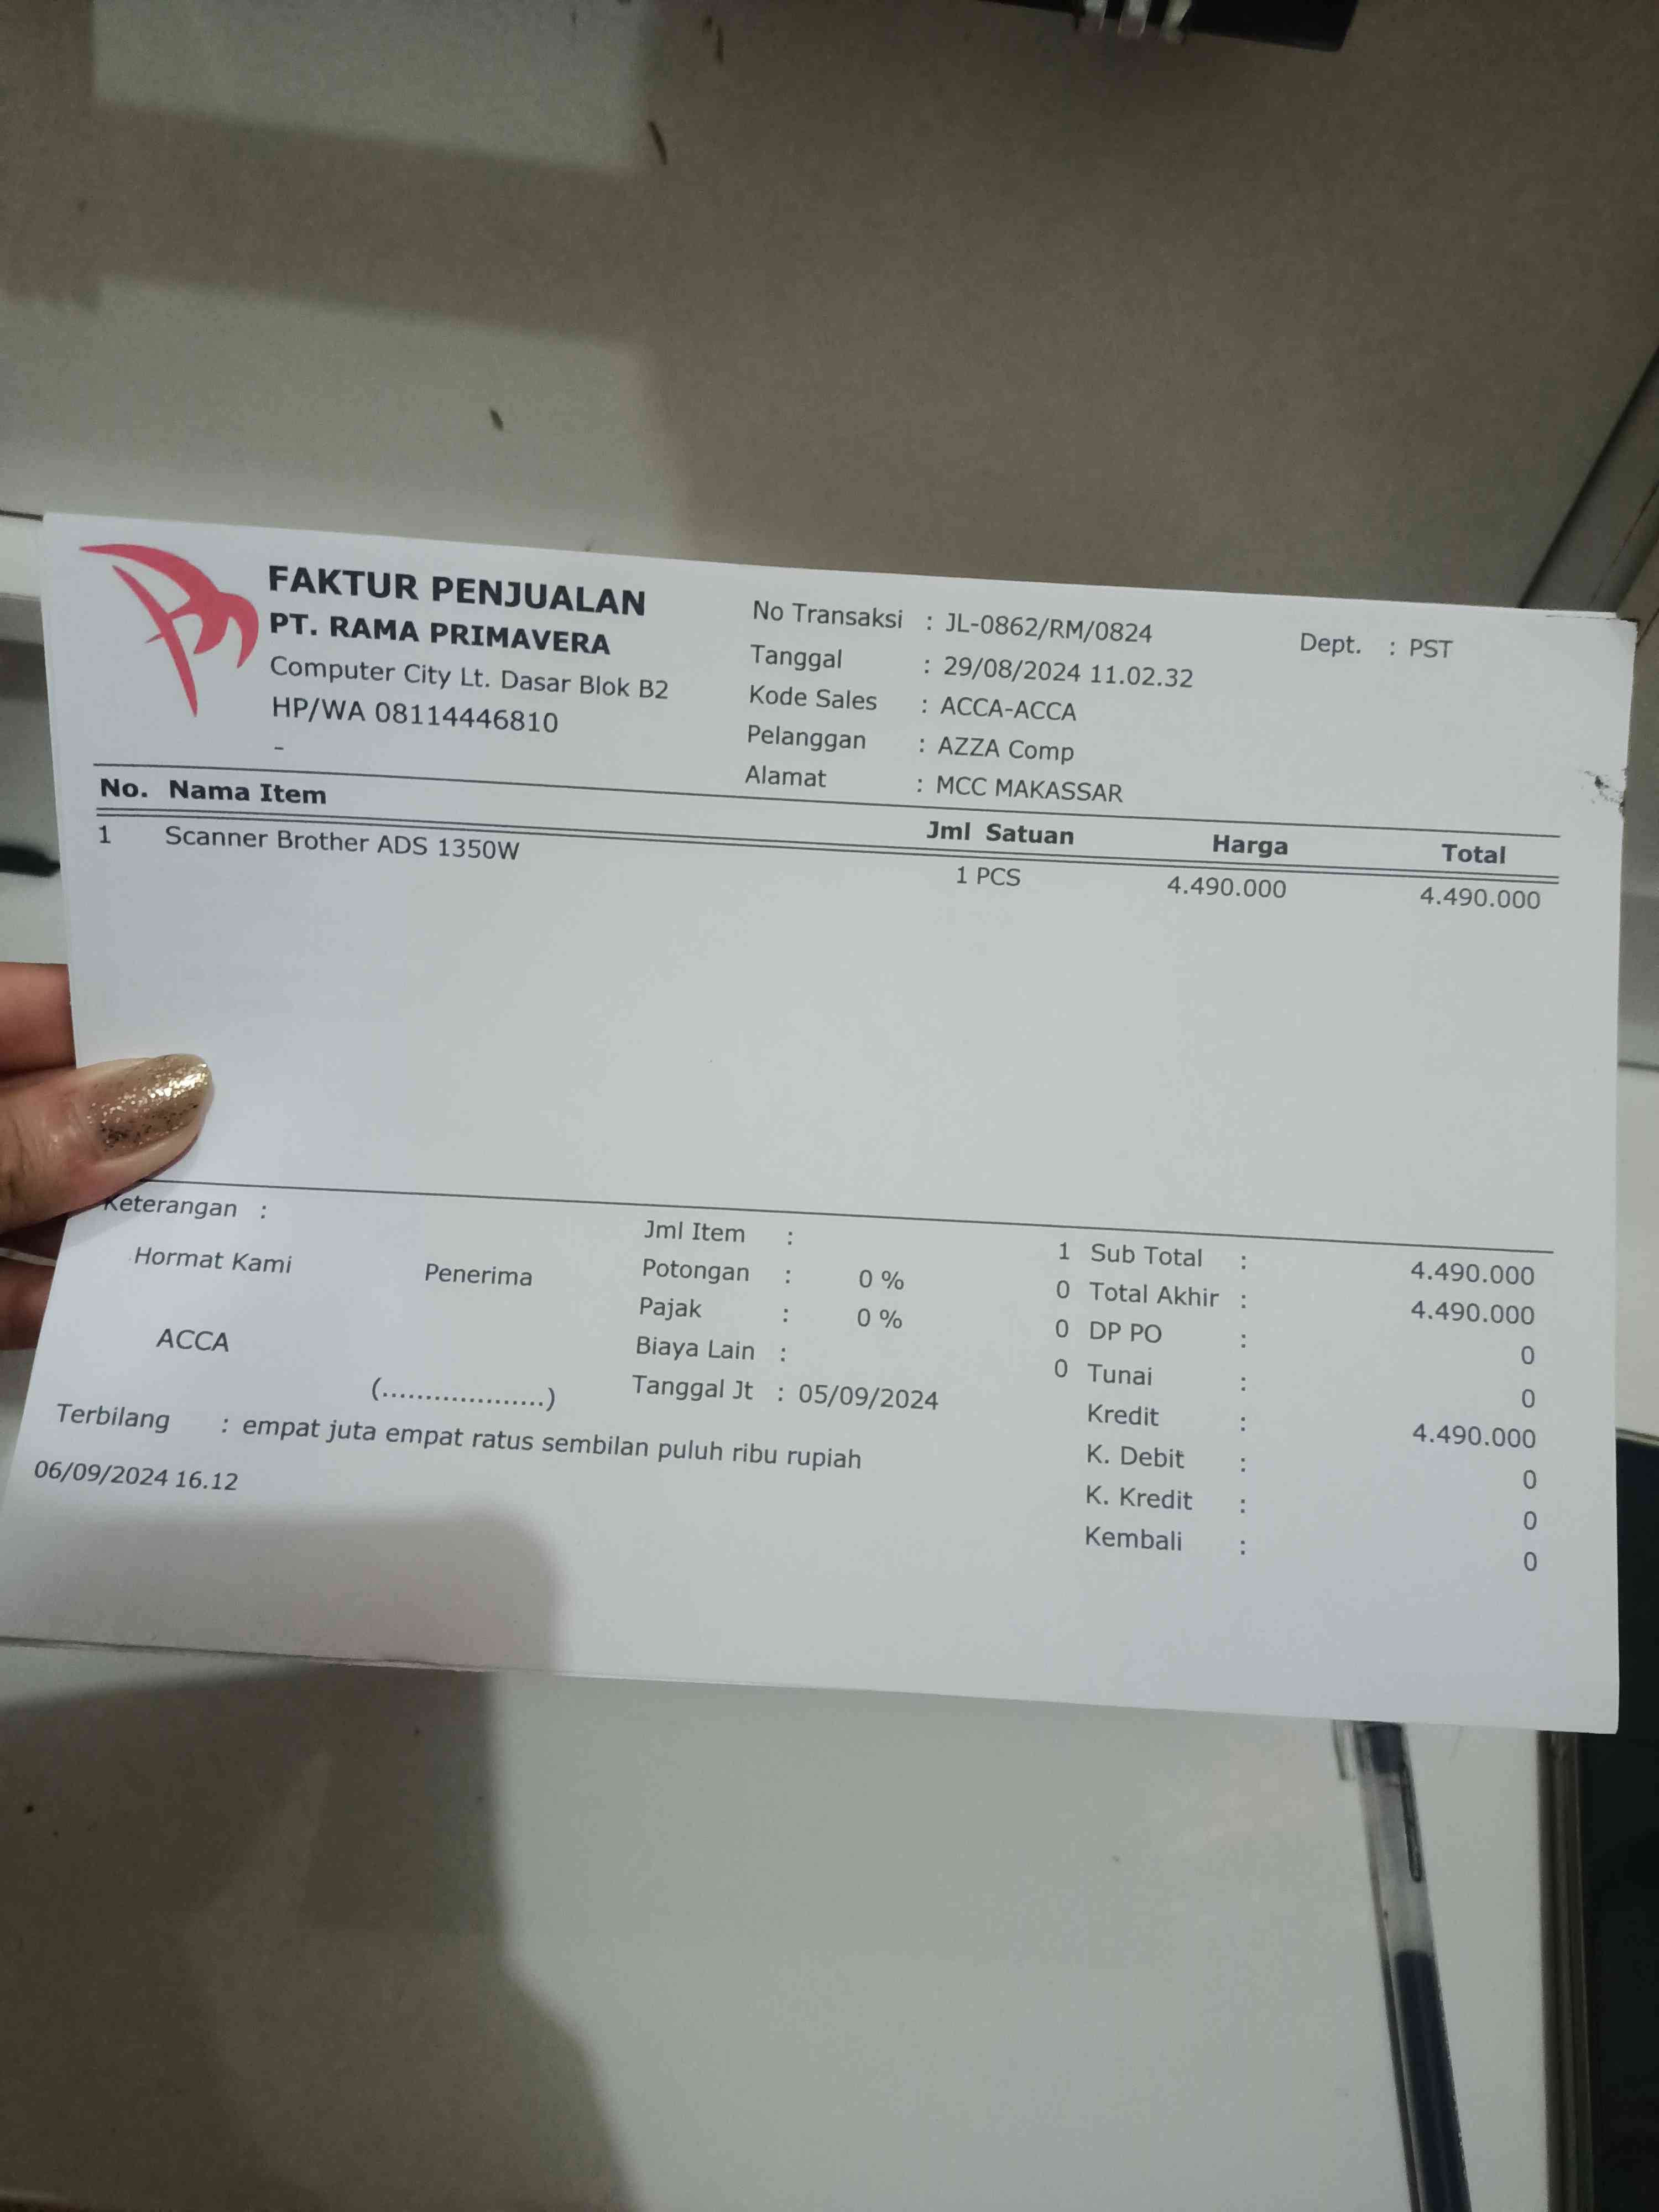 FAKTUR PENJUALAN
PT. RAMA PRIMAVERA
Computer City Lt. Dasar Blok B2
HP/WA 08114446810
-
No Transaksi : JL-0862/RM/0824 Dept. : PST
Tanggal : 29/08/2024 11.02.32
Kode Sales : ACCA-ACCA
Pelanggan : AZZA Comp
Alamat : MCC MAKASSAR
No. Nama Item Jml Satuan Harga Total
1 Scanner Brother ADS 1350W 1 PCS 4.490.000 4.490.000
Keterangan :
Hormat Kami Penerima
ACCA
(...................)
Jml Item : 1
Potongan : 0 % 0
Pajak : 0 % 0
Biaya Lain : 0
Tanggal Jt : 05/09/2024
Sub Total : 4.490.000
Total Akhir : 4.490.000
DP PO : 0
Tunai : 0
Kredit : 4.490.000
K. Debit : 0
K. Kredit : 0
Kembali : 0
Terbilang : empat juta empat ratus sembilan puluh ribu rupiah
06/09/2024 16.12